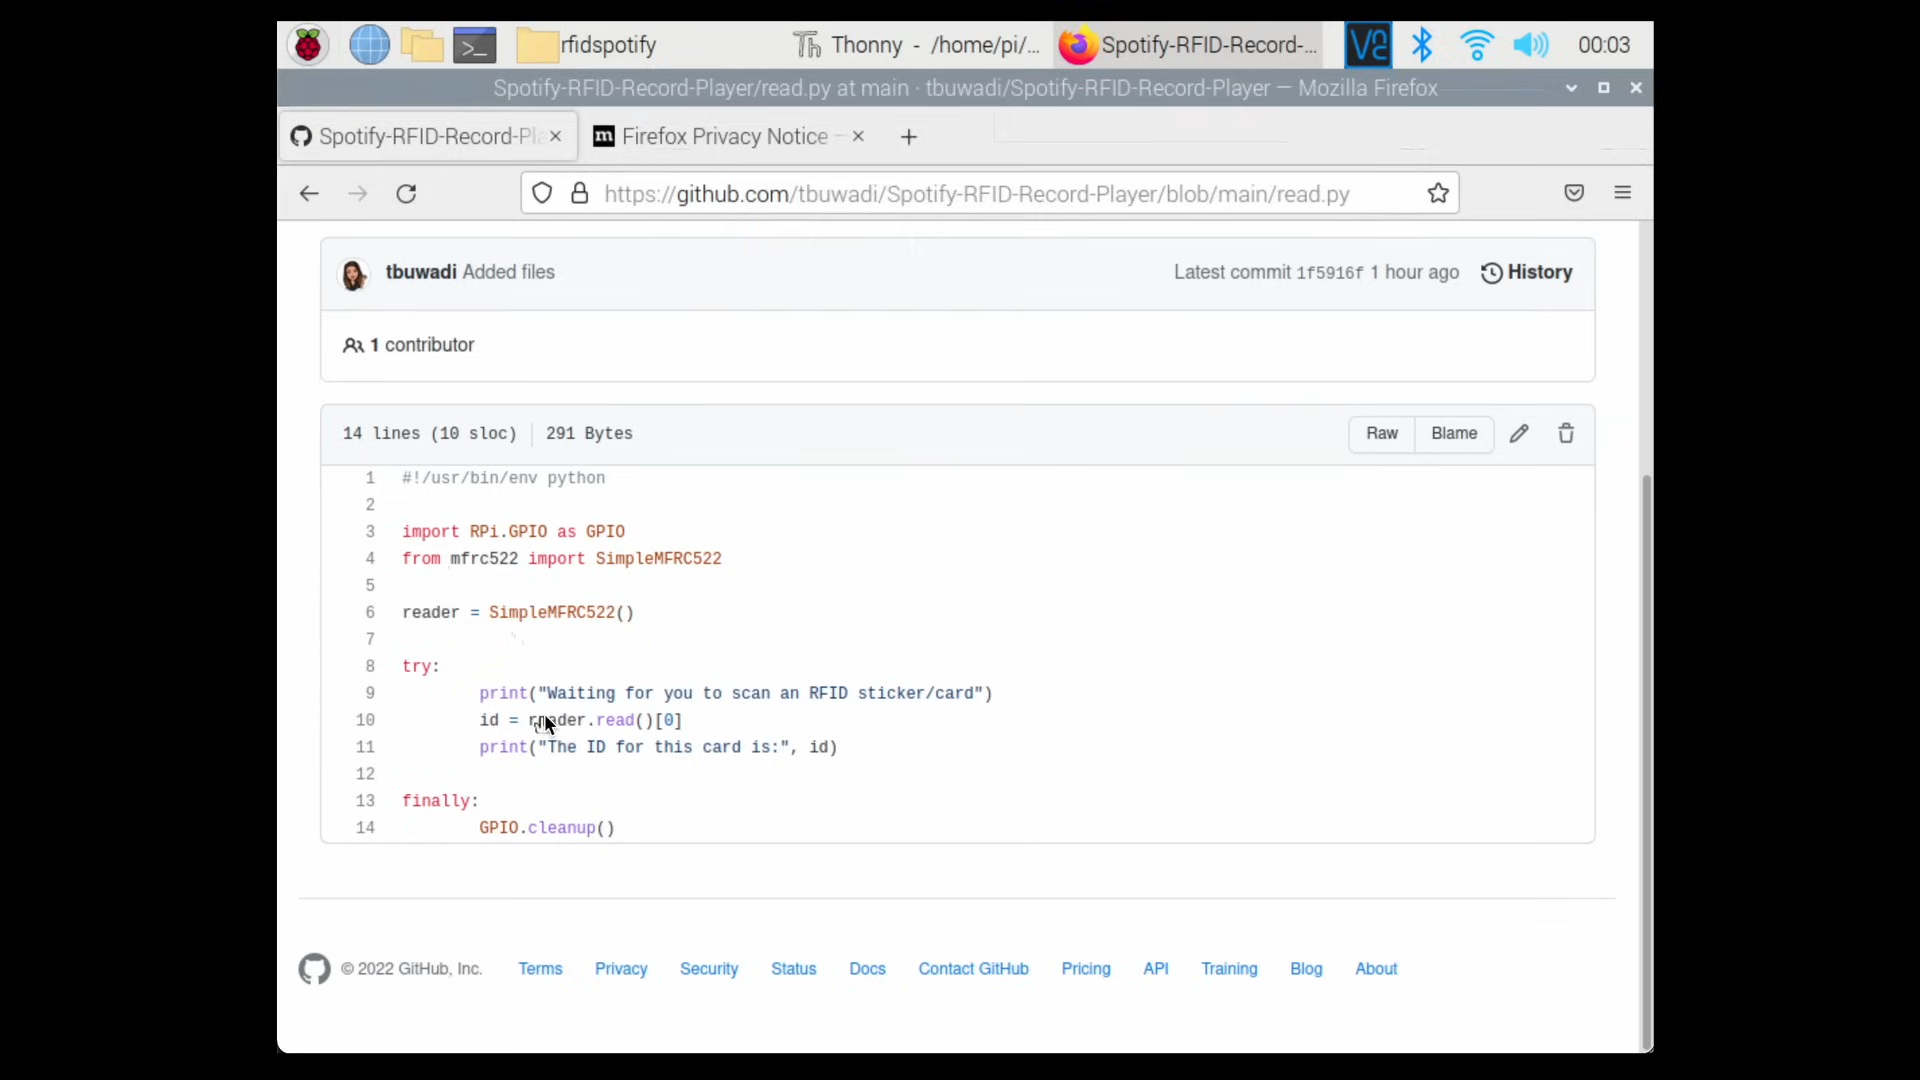 rfidspotify Thonny - /home/pi/... Spotify-RFID-Record-... 00:03
Spotify-RFID-Record-Player/read.py at main · tbuwadi/Spotify-RFID-Record-Player — Mozilla Firefox
Spotify-RFID-Record-Pla Firefox Privacy Notice —
https://github.com/tbuwadi/Spotify-RFID-Record-Player/blob/main/read.py
tbuwadi Added files Latest commit 1f5916f 1 hour ago History
1 contributor
14 lines (10 sloc) 291 Bytes Raw Blame
1 #!/usr/bin/env python
2
3 import RPi.GPIO as GPIO
4 from mfrc522 import SimpleMFRC522
5
6 reader = SimpleMFRC522()
7
8 try:
9 print("Waiting for you to scan an RFID sticker/card")
10 id = reader.read()[0]
11 print("The ID for this card is:", id)
12
13 finally:
14 GPIO.cleanup()
© 2022 GitHub, Inc. Terms Privacy Security Status Docs Contact GitHub Pricing API Training Blog About